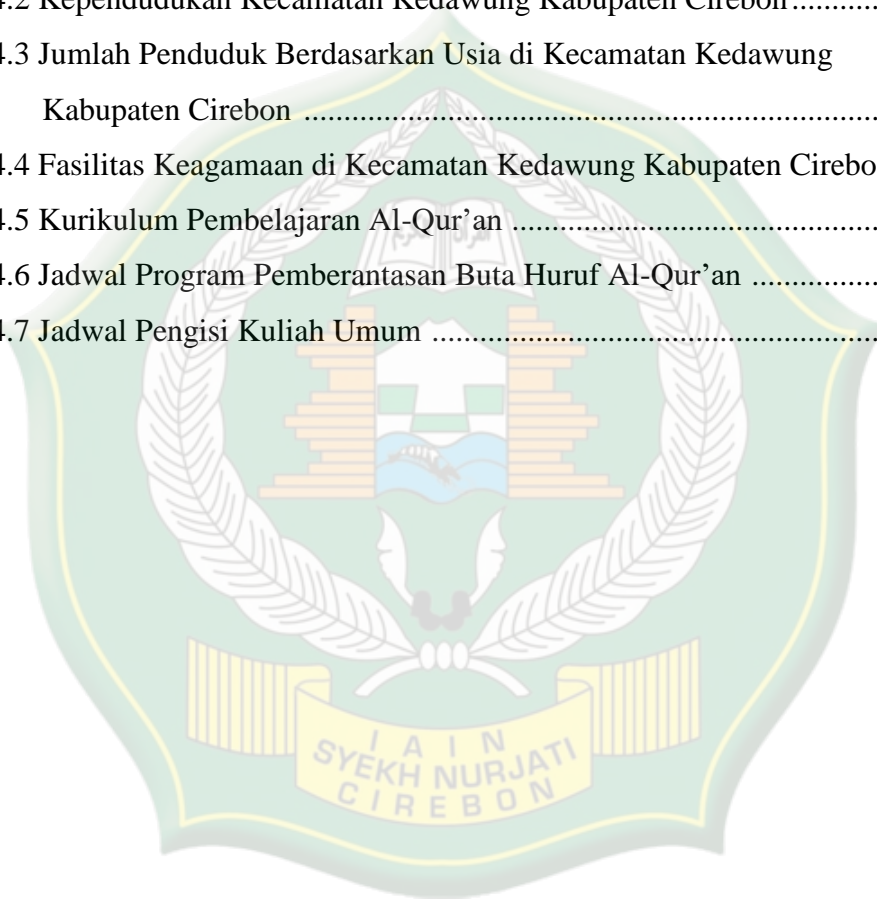 4.2 Kependudukan Kecamatan Kedawung Kabupaten Cirebon...........
4.3 Jumlah Penduduk Berdasarkan Usia di Kecamatan Kedawung
Kabupaten Cirebon .....................................................................
4.4 Fasilitas Keagamaan di Kecamatan Kedawung Kabupaten Cirebo
4.5 Kurikulum Pembelajaran Al-Qur’an ............................................
4.6 Jadwal Program Pemberantasan Buta Huruf Al-Qur’an ...............
4.7 Jadwal Pengisi Kuliah Umum ......................................................
IAIN
SYEKH NURJATI
CIREBON